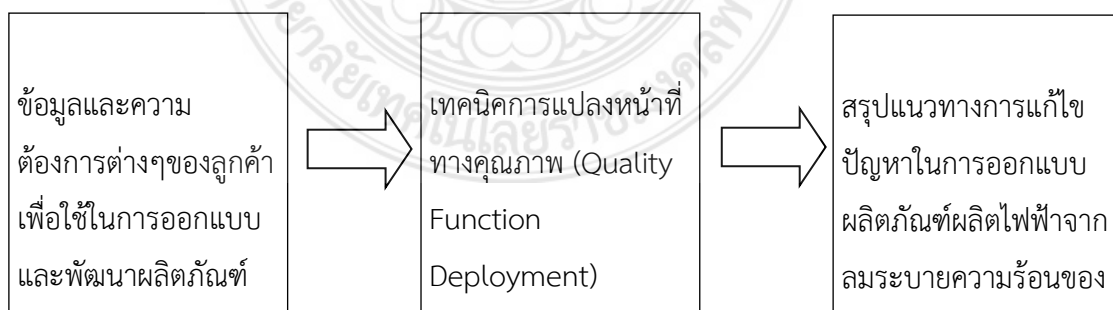 ข้อมูลและความ
ต้องการต่างๆของลูกค้า
เพื่อใช้ในการออกแบบ
และพัฒนาผลิตภัณฑ์
เทคนิคการแปลงหน้าที่
ทางคุณภาพ (Quality
Function
Deployment)
สรุปแนวทางการแก้ไข
ปัญหาในการออกแบบ
ผลิตภัณฑ์ผลิตไฟฟ้าจาก
ลมระบายความร้อนของ